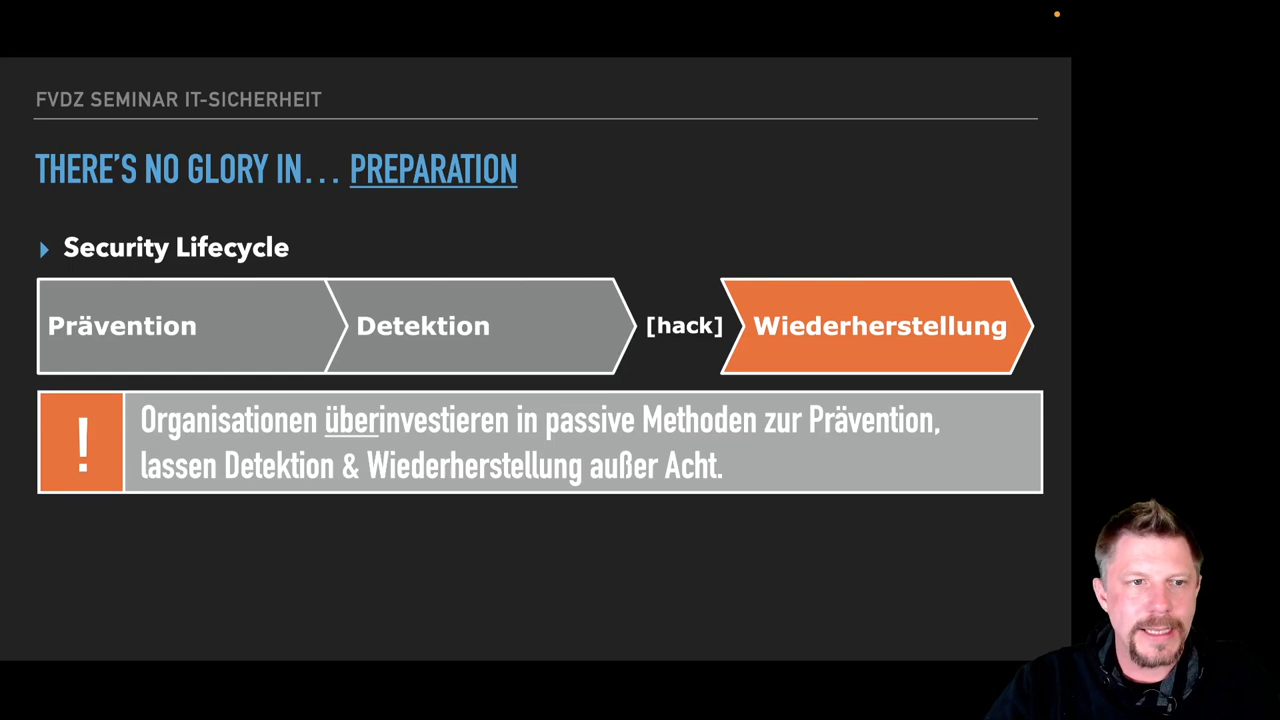 FVDZ SEMINAR IT-SICHERHEIT
THERE'S NO GLORY IN... PREPARATION
Security Lifecycle
Prävention
Detektion
[hack]
Wiederherstellung
!
Organisationen überinvestieren in passive Methoden zur Prävention,
lassen Detektion & Wiederherstellung außer Acht.